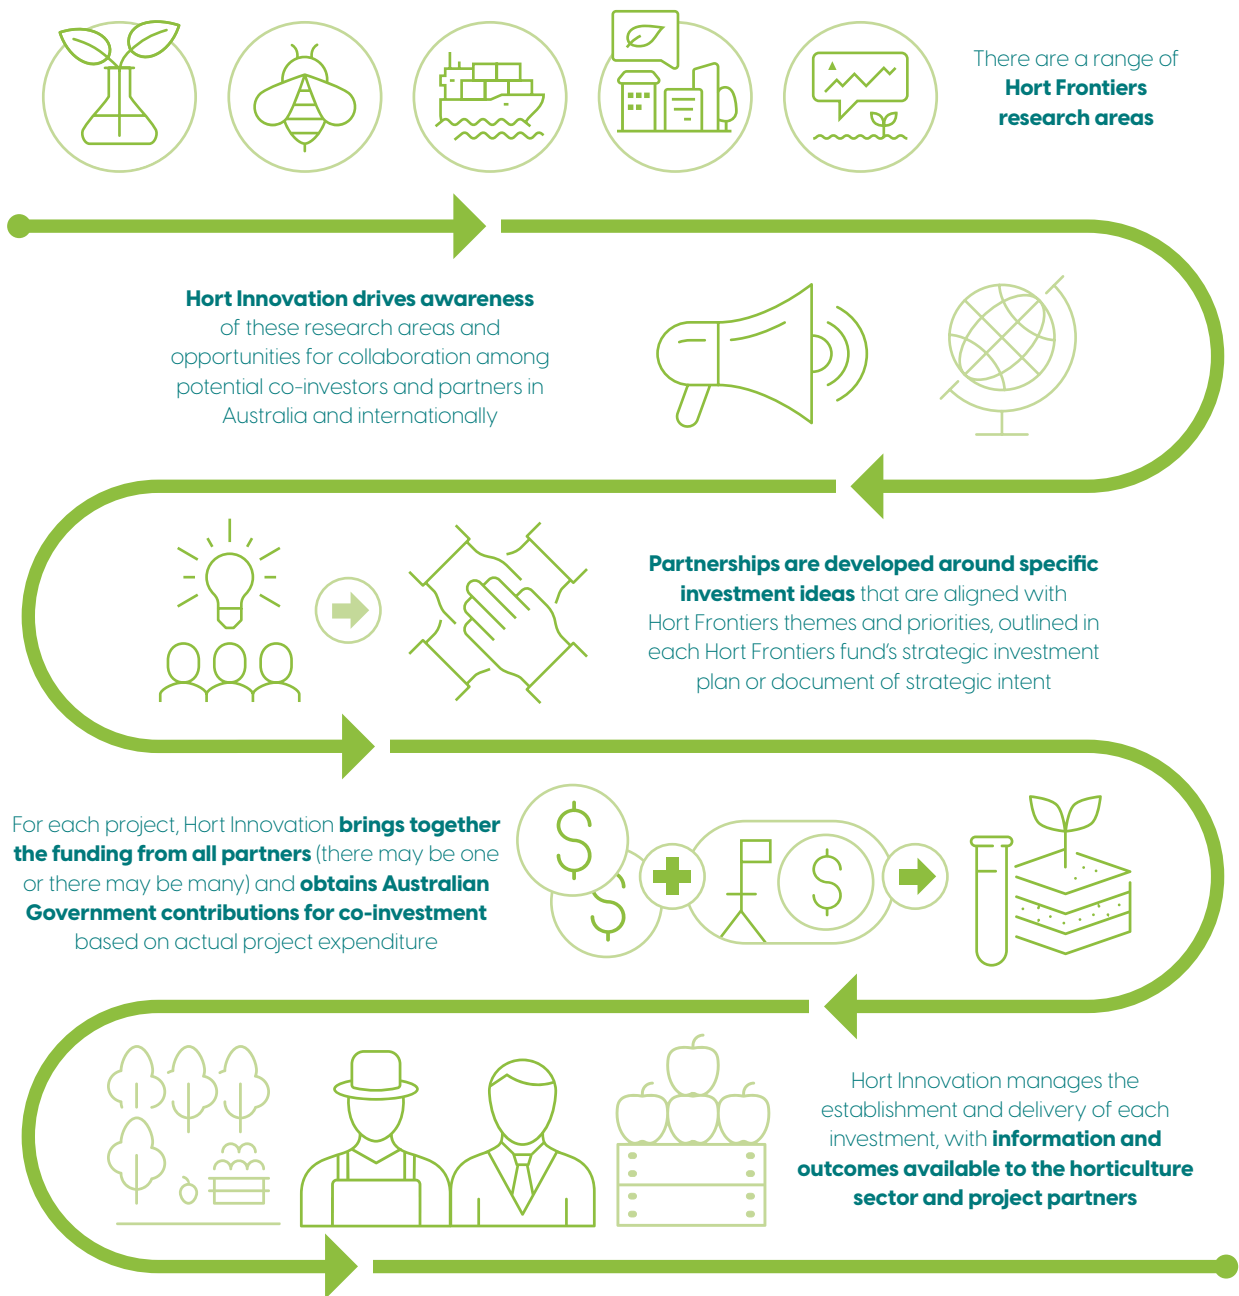 There are a range of
Hort Frontiers
research areas
Hort Innovation drives awareness
of these research areas and
opportunities for collaboration among
potential co-investors and partners in
Australia and internationally
Partnerships are developed around specific
investment ideas that are aligned with
Hort Frontiers themes and priorities, outlined in
each Hort Frontiers fund's strategic investment
plan or document of strategic intent
For each project, Hort Innovation brings together
the funding from all partners (there may be one
or there may be many) and obtains Australian
Government contributions for co-investment
based on actual project expenditure
$
$
$
Hort Innovation manages the
establishment and delivery of each
investment, with information and
outcomes available to the horticulture
sector and project partners